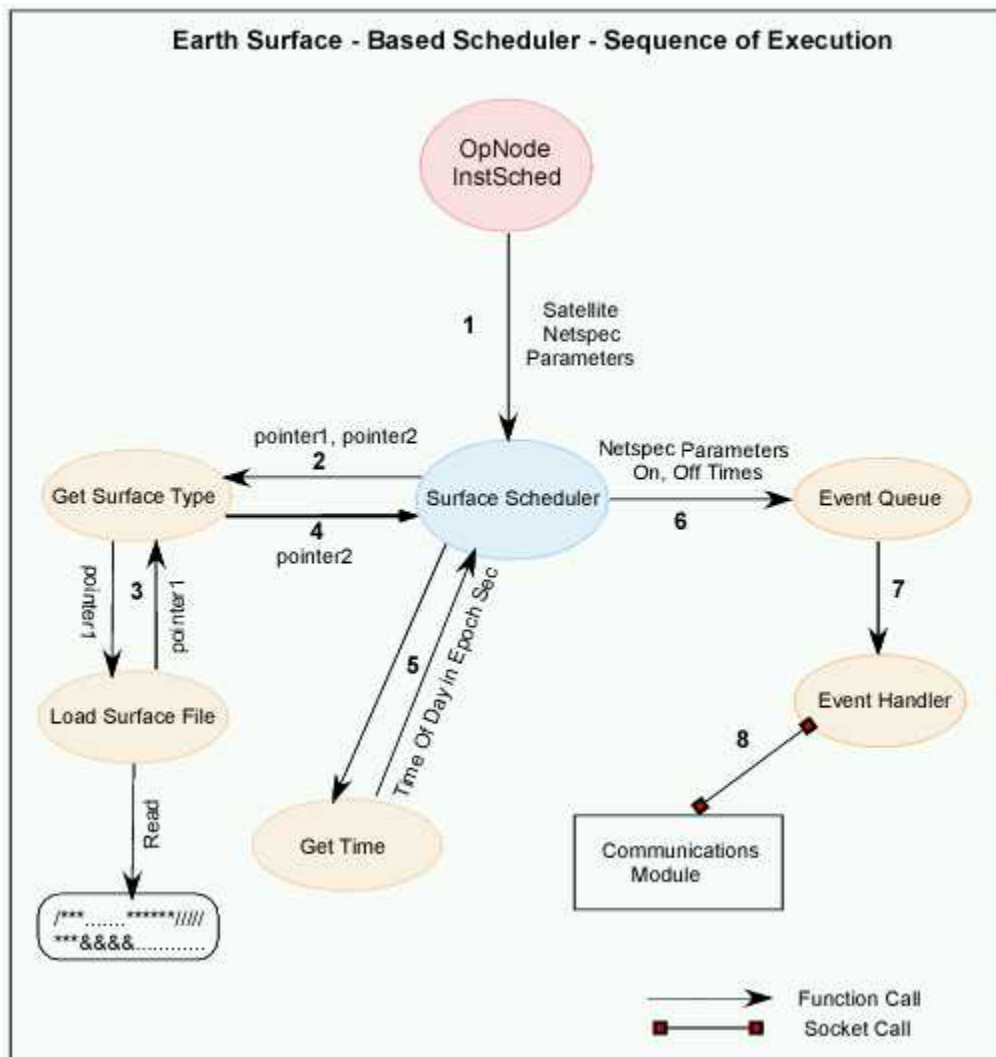 Earth Surface - Based Scheduler - Sequence of Execution
OpNode
InstSched
1
Satellite
Netspec
Parameters
pointer1, pointer2
2
Netspec Parameters
On, Off Times
Get Surface Type
Surface Scheduler
Event Queue
4
pointer2
6
pointer1
3
pointer1
7
5
Time Of Day in Epoch Sec
Load Surface File
Event Handler
8
Read
Get Time
Communications
Module
/***.......******/////
***&&&&............
Function Call
Socket Call